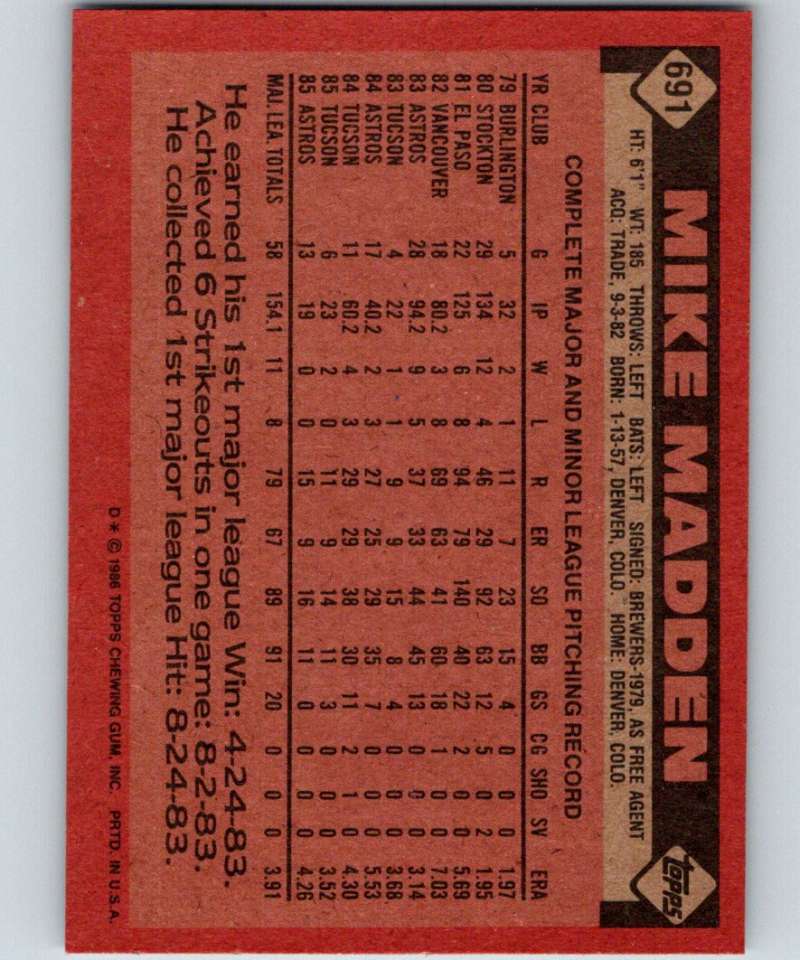 691
MIKE MADDEN
TOPPS
HT: 6'1" WT: 185 THROWS: LEFT BATS: LEFT SIGNED: BREWERS-1979, AS FREE AGENT
ACQ: TRADE, 9-3-82 BORN: 1-13-57, DENVER, COLO. HOME: DENVER, COLO.
COMPLETE MAJOR AND MINOR LEAGUE PITCHING RECORD
YR CLUB G IP W L R ER SO BB GS CG SHO SV ERA
79 BURLINGTON 5 32 2 1 11 7 23 15 4 0 0 0 1.97
80 STOCKTON 29 134 12 4 46 29 92 63 12 5 0 2 1.95
81 EL PASO 22 125 6 8 94 79 140 40 22 2 0 0 5.69
82 VANCOUVER 18 80.2 3 8 69 63 41 60 18 1 0 0 7.03
83 ASTROS 28 94.2 9 5 37 33 44 45 13 0 0 0 3.14
83 TUCSON 4 22 1 1 9 9 15 8 4 0 0 0 3.68
84 ASTROS 17 40.2 2 3 27 25 29 35 7 0 0 0 5.53
84 TUCSON 11 60.2 4 3 29 29 38 30 11 2 1 0 4.30
85 TUCSON 6 23 2 0 11 9 14 11 3 0 0 0 3.52
85 ASTROS 13 19 0 0 15 9 16 11 0 0 0 0 4.26
MAJ. LEA. TOTALS 58 154.1 11 8 79 67 89 91 20 0 0 0 3.91
He earned his 1st major league Win: 4-24-83.
Achieved 6 Strikeouts in one game: 8-2-83.
He collected 1st major league Hit: 8-24-83.
D * © 1986 TOPPS CHEWING GUM, INC. PRTD. IN U.S.A.